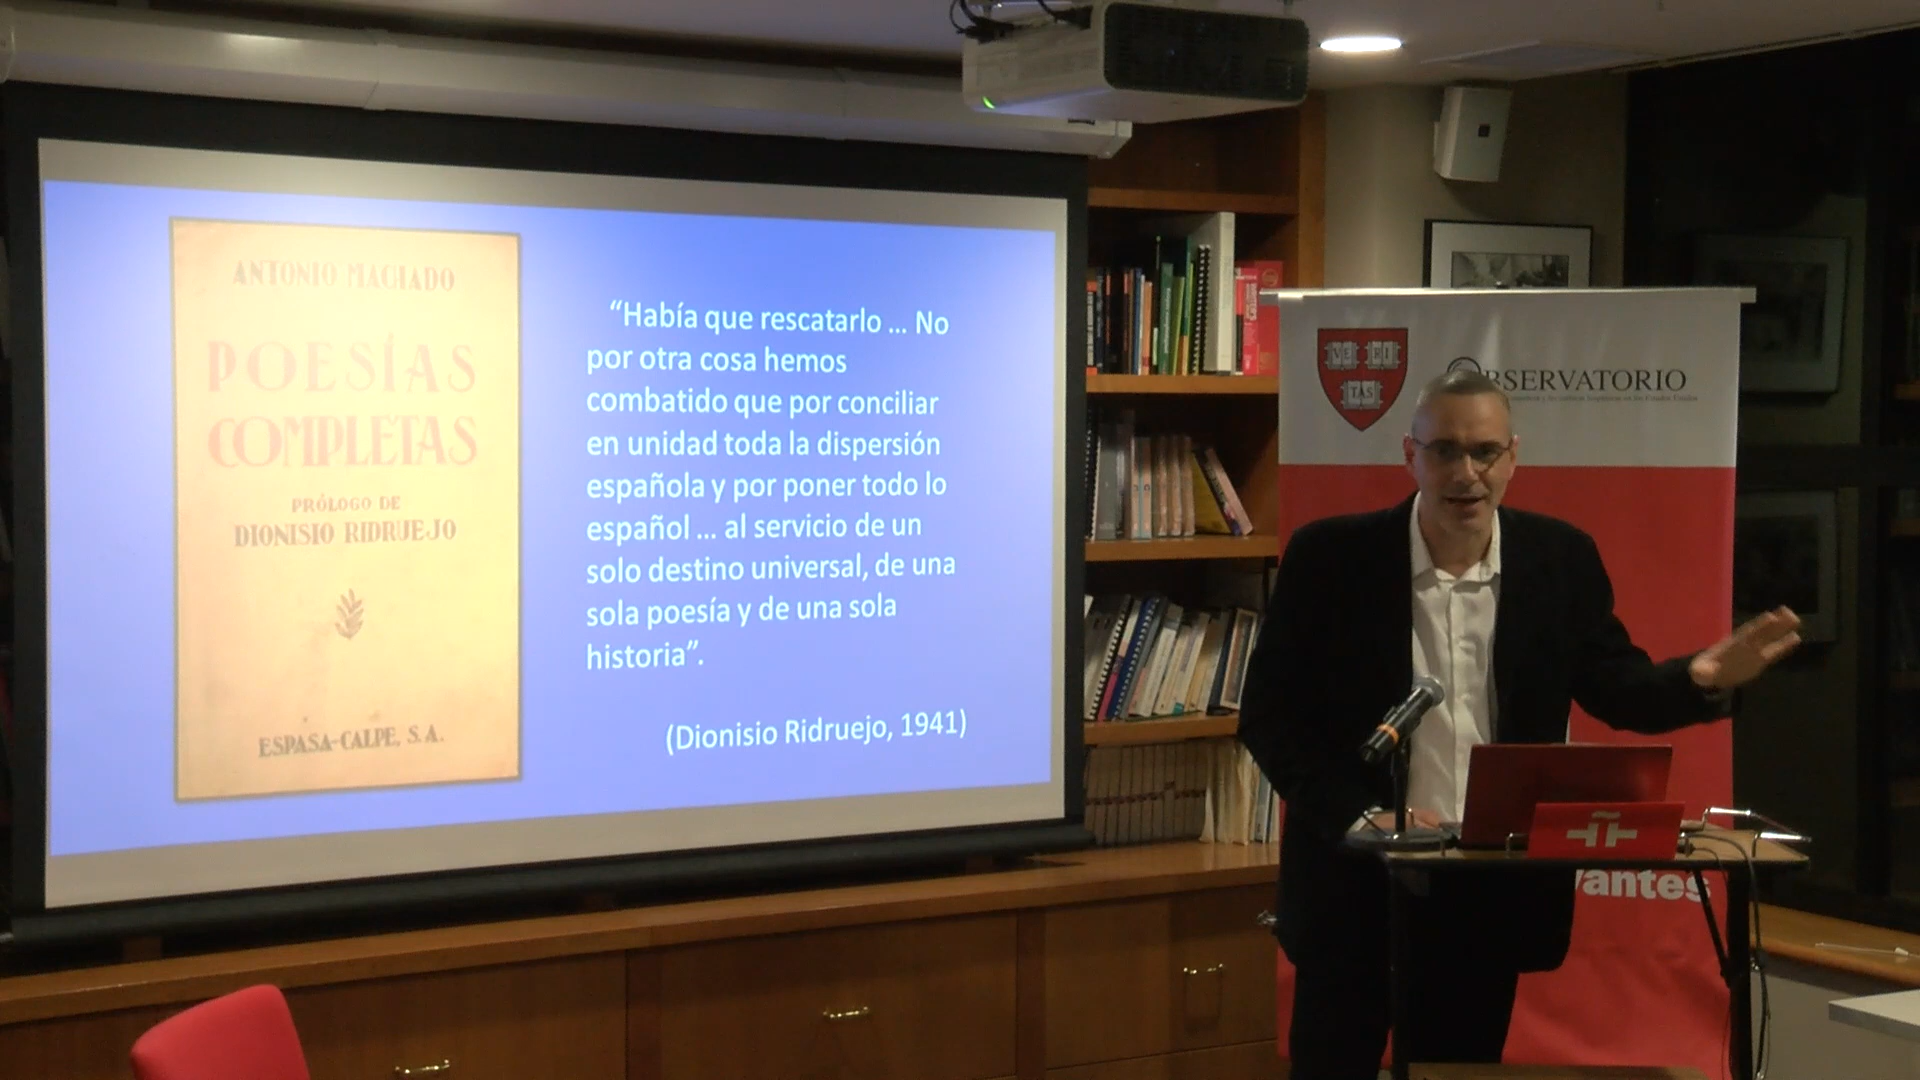 ANTONIO MACHADO
POESÍAS
COMPLETAS
PRÓLOGO DE
DIONISIO RIDRUEJO
ESPASA-CALPE, S.A.
“Había que rescatarlo ... No
por otra cosa hemos
combatido que por conciliar
en unidad toda la dispersión
española y por poner todo lo
español ... al servicio de un
solo destino universal, de una
sola poesía y de una sola
historia”.
(Dionisio Ridruejo, 1941)
VE RI
TAS
OBSERVATORIO
vantes